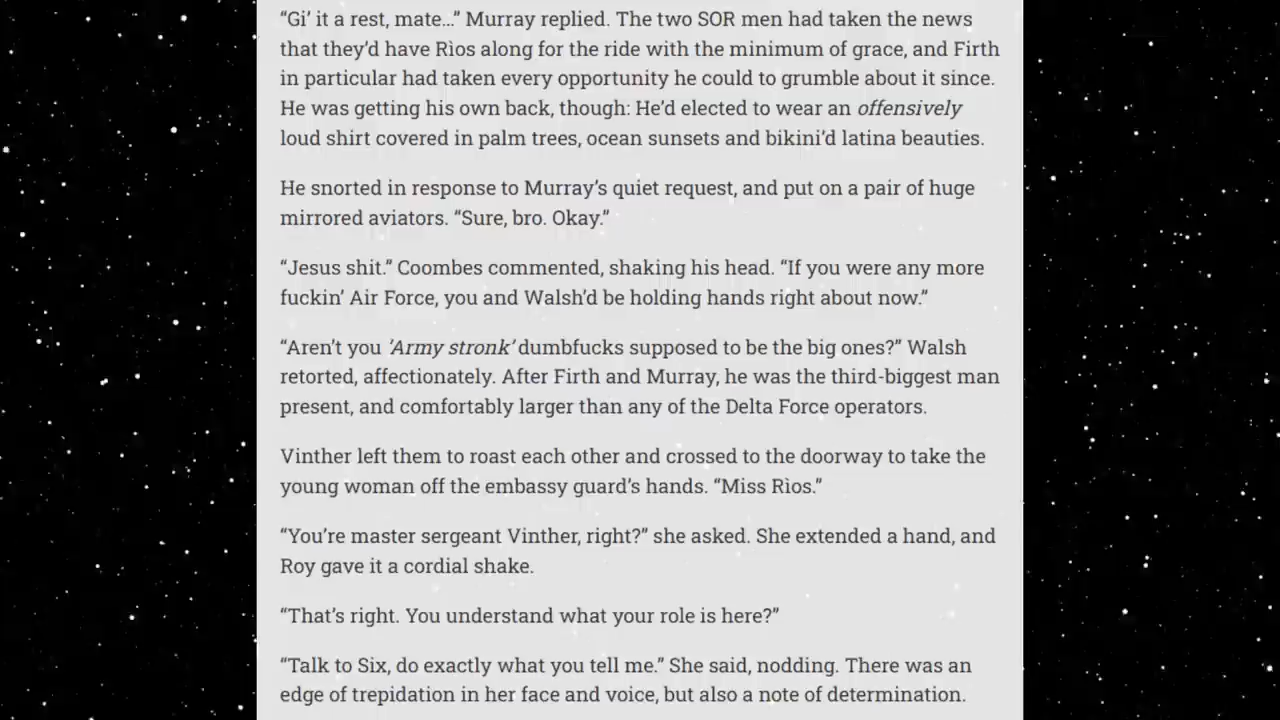 “Gi’ it a rest, mate…” Murray replied. The two SOR men had taken the news
that they’d have Rìos along for the ride with the minimum of grace, and Firth
in particular had taken every opportunity he could to grumble about it since.
He was getting his own back, though: He’d elected to wear an offensively
loud shirt covered in palm trees, ocean sunsets and bikini’d latina beauties.
He snorted in response to Murray’s quiet request, and put on a pair of huge
mirrored aviators. “Sure, bro. Okay.”
“Jesus shit.” Coombes commented, shaking his head. “If you were any more
fuckin’ Air Force, you and Walsh’d be holding hands right about now.”
“Aren’t you ’Army stronk’ dumbfucks supposed to be the big ones?” Walsh
retorted, affectionately. After Firth and Murray, he was the third-biggest man
present, and comfortably larger than any of the Delta Force operators.
Vinther left them to roast each other and crossed to the doorway to take the
young woman off the embassy guard’s hands. “Miss Rìos.”
“You’re master sergeant Vinther, right?” she asked. She extended a hand, and
Roy gave it a cordial shake.
“That’s right. You understand what your role is here?”
“Talk to Six, do exactly what you tell me.” She said, nodding. There was an
edge of trepidation in her face and voice, but also a note of determination.